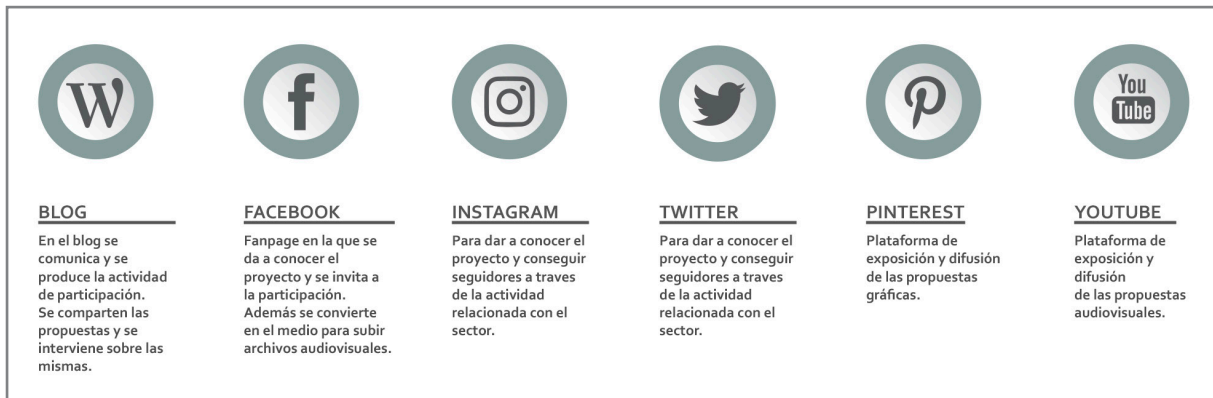 W
f
You
Tube
BLOG
En el blog se
comunica y se
produce la actividad
de participación.
Se comparten las
propuestas y se
interviene sobre las
mismas.
FACEBOOK
Fanpage en la que se
da a conocer el
proyecto y se invita a
la participación.
Además se convierte
en el medio para subir
archivos audiovisuales.
INSTAGRAM
Para dar a conocer el
proyecto y conseguir
seguidores a traves
de la actividad
relacionada con el
sector.
TWITTER
Para dar a conocer el
proyecto y conseguir
seguidores a traves
de la actividad
relacionada con el
sector.
PINTEREST
Plataforma de
exposición y difusión
de las propuestas
gráficas.
YOUTUBE
Plataforma de
exposición y
difusión
de las propuestas
audiovisuales.